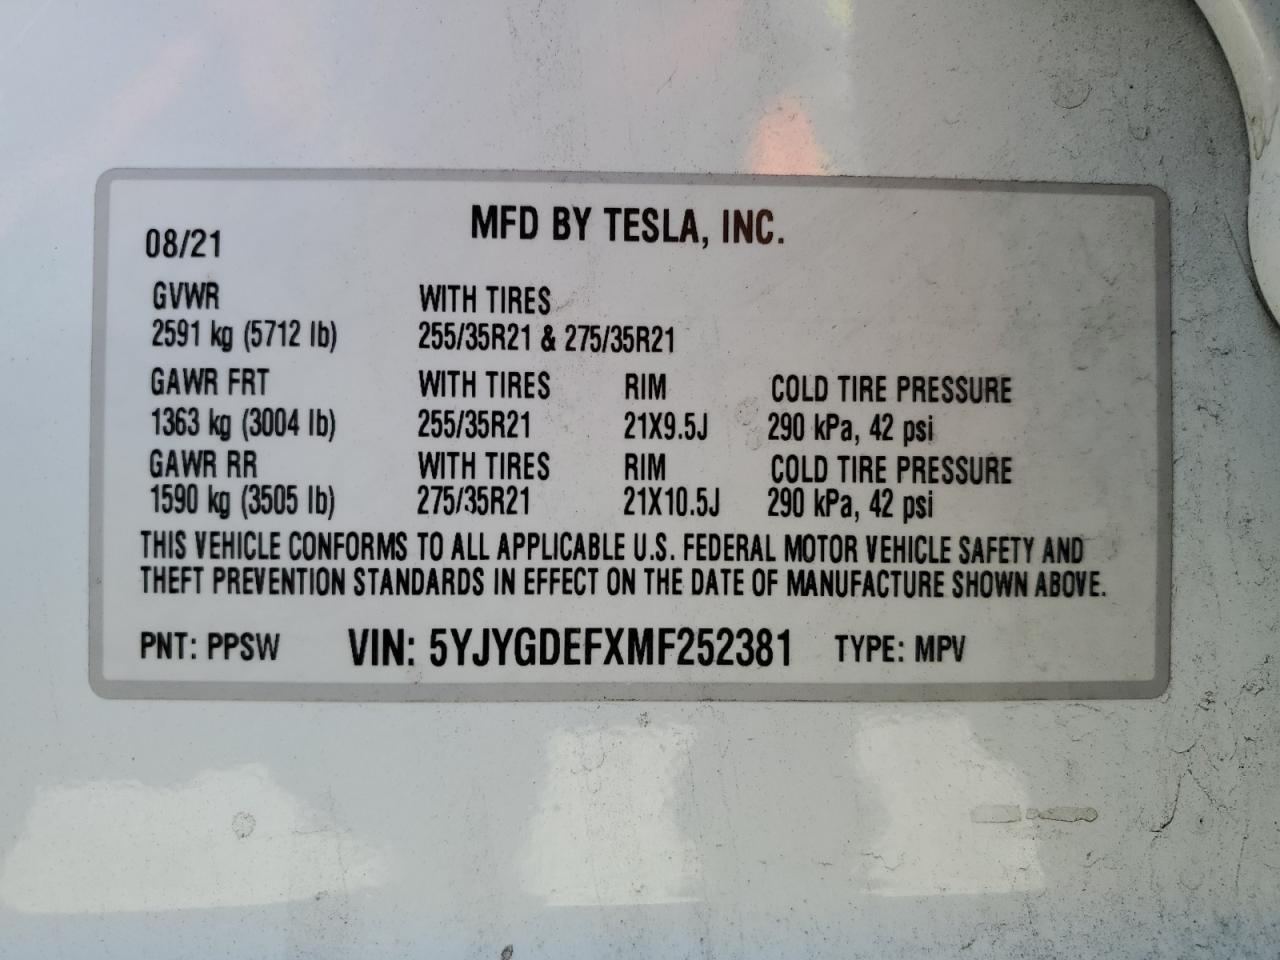 MFD BY TESLA, INC.
08/21
GVWR WITH TIRES
2591 kg (5712 lb) 255/35R21 & 275/35R21
GAWR FRT WITH TIRES RIM COLD TIRE PRESSURE
1363 kg (3004 lb) 255/35R21 21X9.5J 290 kPa, 42 psi
GAWR RR WITH TIRES RIM COLD TIRE PRESSURE
1590 kg (3505 lb) 275/35R21 21X10.5J 290 kPa, 42 psi
THIS VEHICLE CONFORMS TO ALL APPLICABLE U.S. FEDERAL MOTOR VEHICLE SAFETY AND
THEFT PREVENTION STANDARDS IN EFFECT ON THE DATE OF MANUFACTURE SHOWN ABOVE.
PNT: PPSW VIN: 5YJYGDEFXMF252381 TYPE: MPV